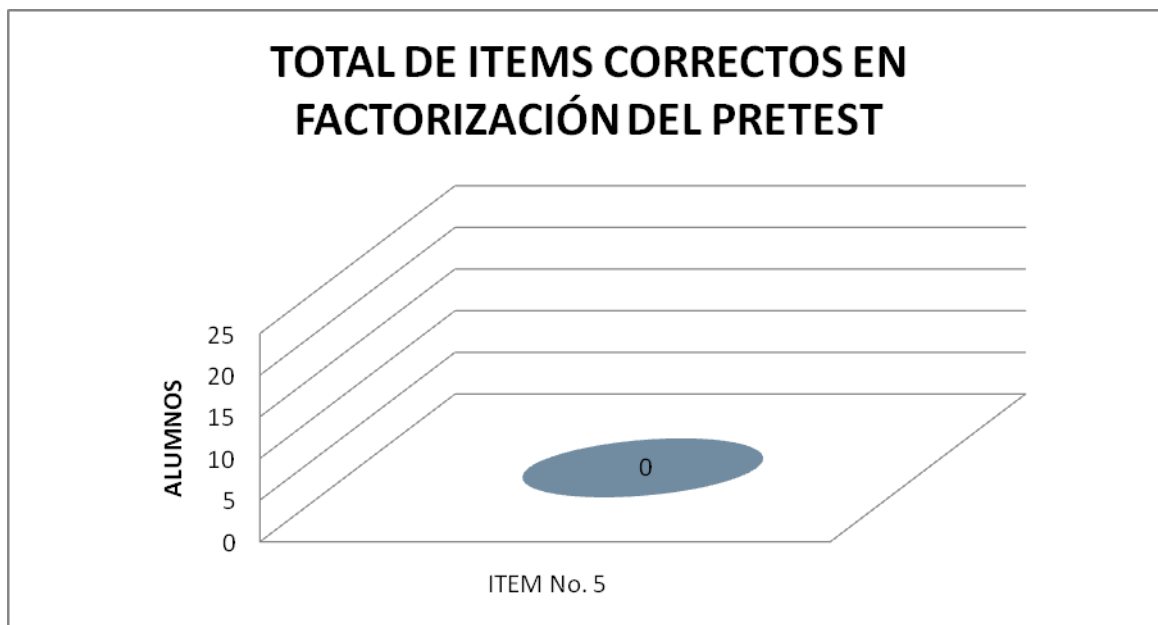 TOTAL DE ITEMS CORRECTOS EN
FACTORIZACIÓN DEL PRETEST
25
20
15
10
5
0
ALUMNOS
0
ITEM No. 5